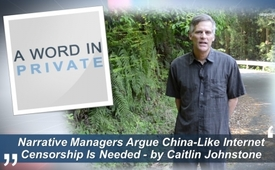 A WORD IN
PRIVATE
Narrative Managers Argue China-Like Internet
Censorship Is Needed - by Caitlin Johnstone